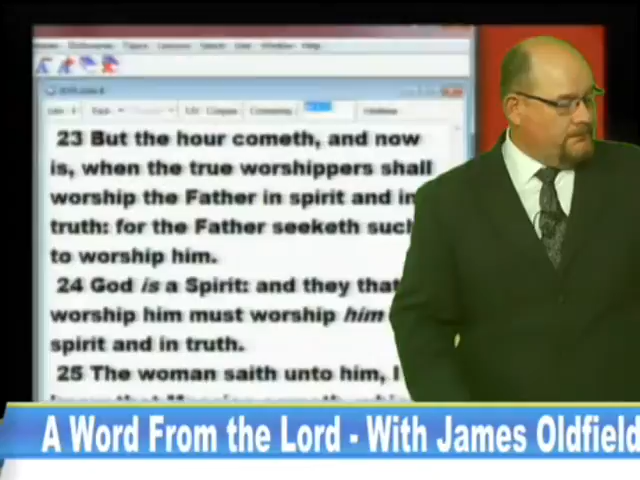 23 But the hour cometh, and now
is, when the true worshippers shall
worship the Father in spirit and in
truth: for the Father seeketh such
to worship him.
24 God is a Spirit: and they that
worship him must worship him
spirit and in truth.
25 The woman saith unto him, I
A Word From the Lord - With James Oldfield